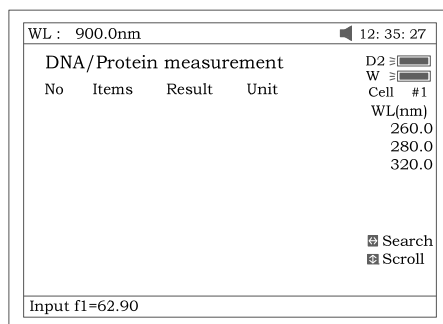 WL : 900.0nm 12: 35: 27
DNA/Protein measurement
D2
W
No Items Result Unit
Cell #1
WL(nm)
260.0
280.0
320.0
Search
Scroll
Input f1=62.90